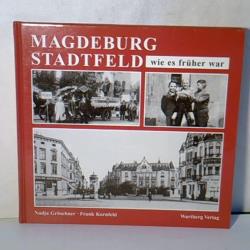 MAGDEBURG
STADTFELD wie es früher war
Nadja Gröschner · Frank Kornfeld Wartberg Verlag